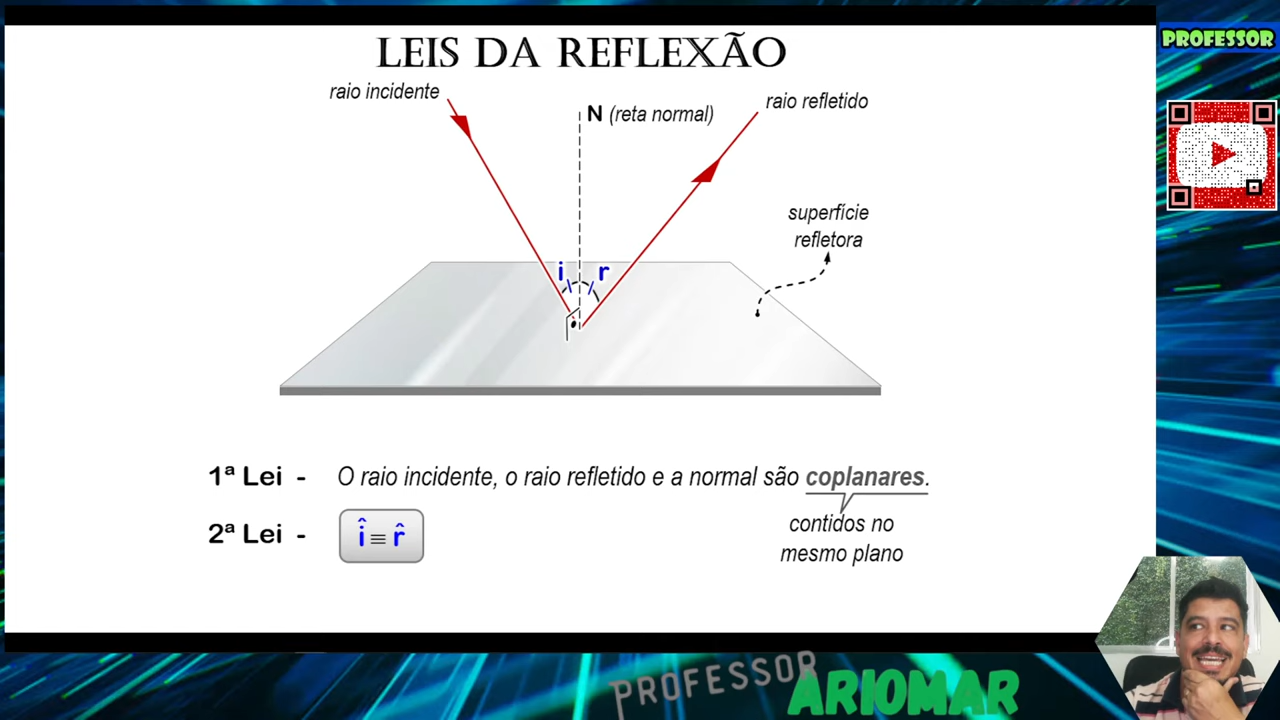 LEIS DA REFLEXÃO
PROFESSOR
raio incidente
N (reta normal)
raio refletido
superfície
refletora
i r
1ª Lei - O raio incidente, o raio refletido e a normal são coplanares.
contidos no
mesmo plano
2ª Lei - î ≡ r̂
PROFESSOR
ARIOMAR